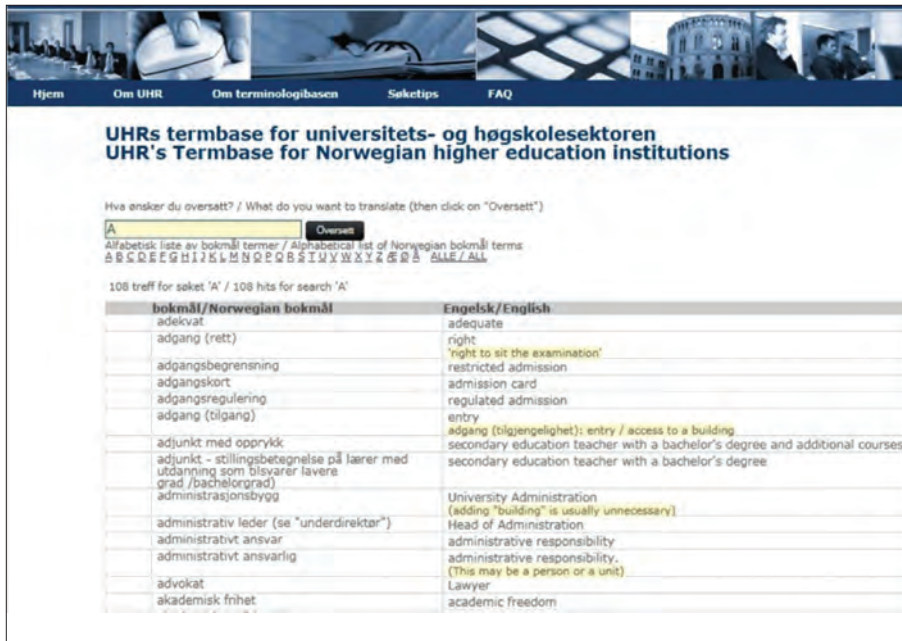 Hjem Om UHR Om terminologibasen Søketips FAQ
UHRs termbase for universitets- og høgskolesektoren
UHR's Termbase for Norwegian higher education institutions
Hva ønsker du oversatt? / What do you want to translate (then click on "Oversett")
A Oversett
Alfabetisk liste av bokmål termer / Alphabetical list of Norwegian bokmål terms
A B C D E F G H I J K L M N O P Q R S T U V W X Y Z Æ Ø Å ALLE / ALL
108 treff for søket 'A' / 108 hits for search 'A'
bokmål/Norwegian bokmål Engelsk/English
adekvat adequate
adgang (rett) right
'right to sit the examination'
adgangsbegrensning restricted admission
adgangskort admission card
adgangsregulering regulated admission
adgang (tilgang) entry
adgang (tilgjengelighet): entry / access to a building
adjunkt med opprykk secondary education teacher with a bachelor's degree and additional courses
adjunkt - stillingsbetegnelse på lærer med secondary education teacher with a bachelor's degree
utdanning som tilsvarer lavere
grad /bachelorgrad)
administrasjonsbygg University Administration
(adding "building" is usually unnecessary)
administrativ leder (se "underdirektør") Head of Administration
administrativt ansvar administrative responsibility
administrativt ansvarlig administrative responsibility.
(This may be a person or a unit)
advokat Lawyer
akademisk frihet academic freedom